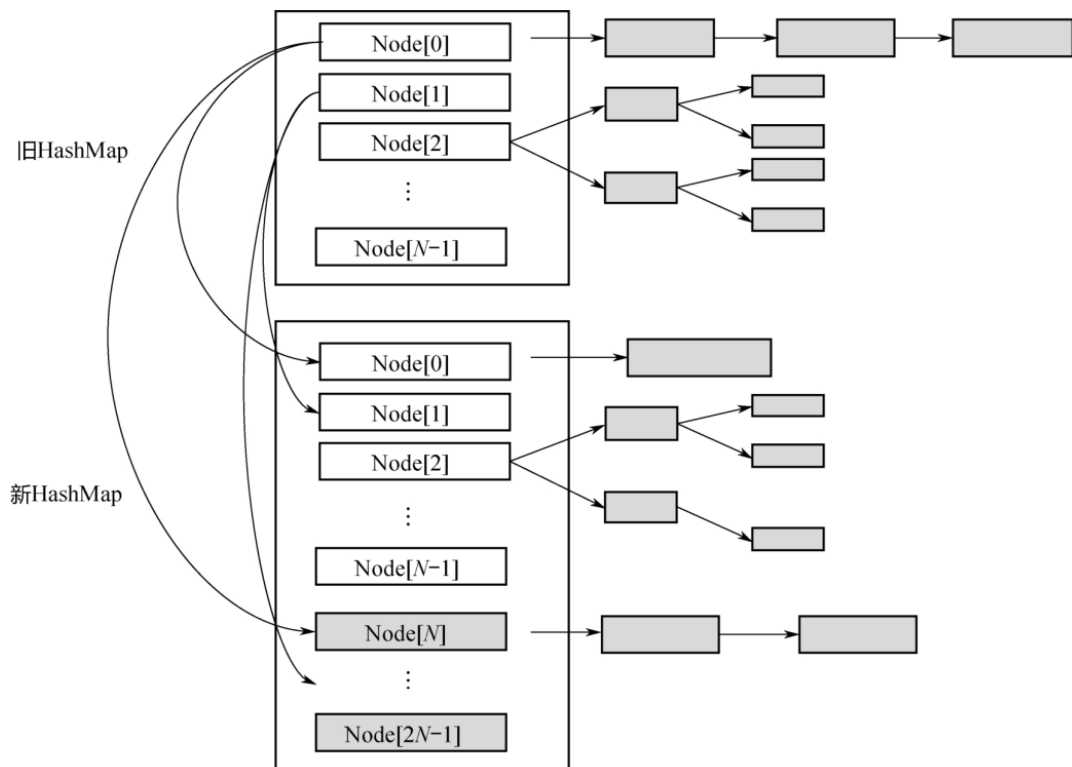 Node[0]
Node[1]
旧HashMap
Node[2]
⋮
Node[N−1]
Node[0]
Node[1]
Node[2]
新HashMap
⋮
Node[N−1]
Node[N]
⋮
Node[2N−1]